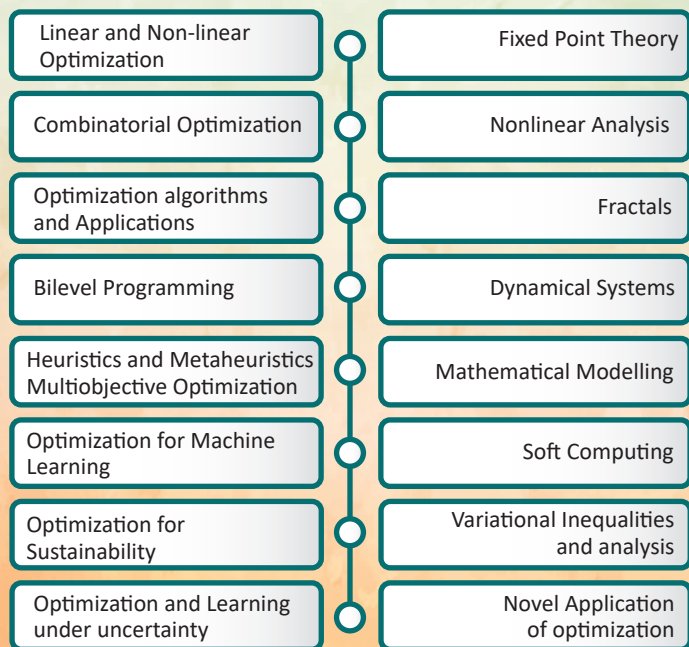 Linear and Non-linear
Optimization
Fixed Point Theory
Combinatorial Optimization
Nonlinear Analysis
Optimization algorithms
and Applications
Fractals
Bilevel Programming
Dynamical Systems
Heuristics and Metaheuristics
Multiobjective Optimization
Mathematical Modelling
Optimization for Machine
Learning
Soft Computing
Optimization for
Sustainability
Variational Inequalities
and analysis
Optimization and Learning
under uncertainty
Novel Application
of optimization